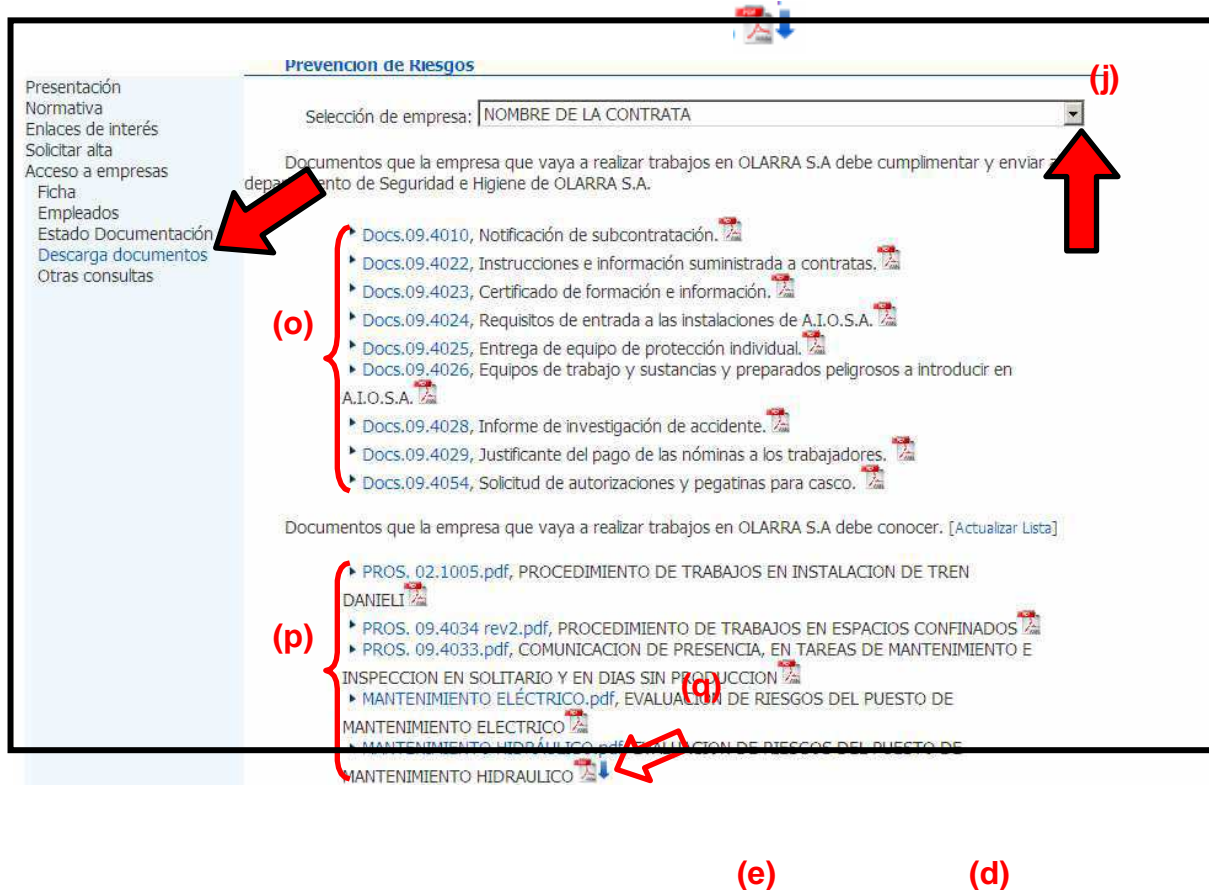 Prevención de Riesgos
(j)
Presentación
Normativa
Enlaces de interés
Solicitar alta
Acceso a empresas
Ficha
Empleados
Estado Documentación
Descarga documentos
Otras consultas
Selección de empresa: NOMBRE DE LA CONTRATA
Documentos que la empresa que vaya a realizar trabajos en OLARRA S.A debe cumplimentar y enviar
departamento de Seguridad e Higiene de OLARRA S.A.
(o)
Docs.09.4010, Notificación de subcontratación.
Docs.09.4022, Instrucciones e información suministrada a contratas.
Docs.09.4023, Certificado de formación e información.
Docs.09.4024, Requisitos de entrada a las instalaciones de A.I.O.S.A.
Docs.09.4025, Entrega de equipo de protección individual.
Docs.09.4026, Equipos de trabajo y sustancias y preparados peligrosos a introducir en
A.I.O.S.A.
Docs.09.4028, Informe de investigación de accidente.
Docs.09.4029, Justificante del pago de las nóminas a los trabajadores.
Docs.09.4054, Solicitud de autorizaciones y pegatinas para casco.
Documentos que la empresa que vaya a realizar trabajos en OLARRA S.A debe conocer. [Actualizar Lista]
(p)
PROS. 02.1005.pdf, PROCEDIMIENTO DE TRABAJOS EN INSTALACION DE TREN
DANIELI
PROS. 09.4034 rev2.pdf, PROCEDIMIENTO DE TRABAJOS EN ESPACIOS CONFINADOS
PROS. 09.4033.pdf, COMUNICACION DE PRESENCIA, EN TAREAS DE MANTENIMIENTO E
INSPECCION EN SOLITARIO Y EN DIAS SIN PRODUCCION
(q)
MANTENIMIENTO ELÉCTRICO.pdf, EVALUACION DE RIESGOS DEL PUESTO DE
MANTENIMIENTO ELECTRICO
MANTENIMIENTO HIDRÁULICO.pdf, EVALUACION DE RIESGOS DEL PUESTO DE
MANTENIMIENTO HIDRAULICO
(e) (d)